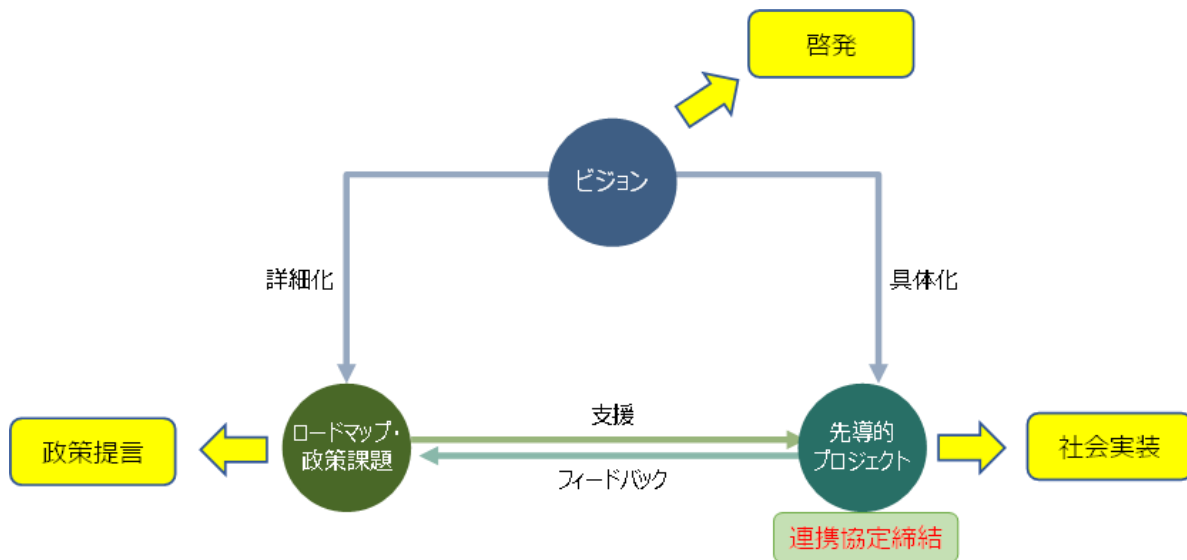 啓発
ビジョン
詳細化
具体化
支援
ロードマップ・
政策課題
先導的
プロジェクト
政策提言
社会実装
フィードバック
連携協定締結